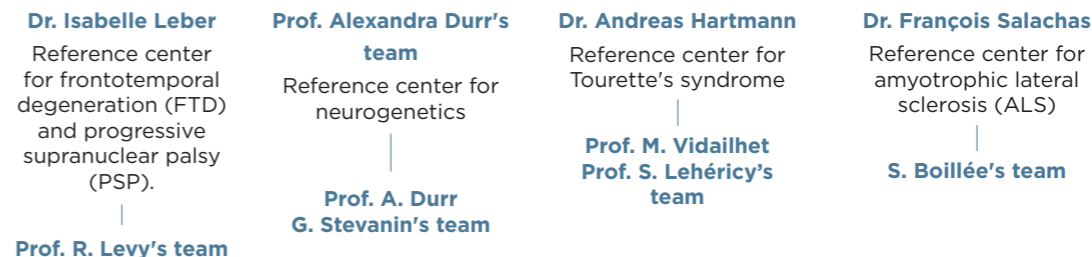 Dr. Isabelle Leber
Reference center
for frontotemporal
degeneration (FTD)
and progressive
supranuclear palsy
(PSP).
Prof. R. Levy's team
Prof. Alexandra Durr's
team
Reference center for
neurogenetics
Prof. A. Durr
G. Stevanin's team
Dr. Andreas Hartmann
Reference center for
Tourette's syndrome
Prof. M. Vidailhet
Prof. S. Lehéricy’s
team
Dr. François Salachas
Reference center for
amyotrophic lateral
sclerosis (ALS)
S. Boillée's team